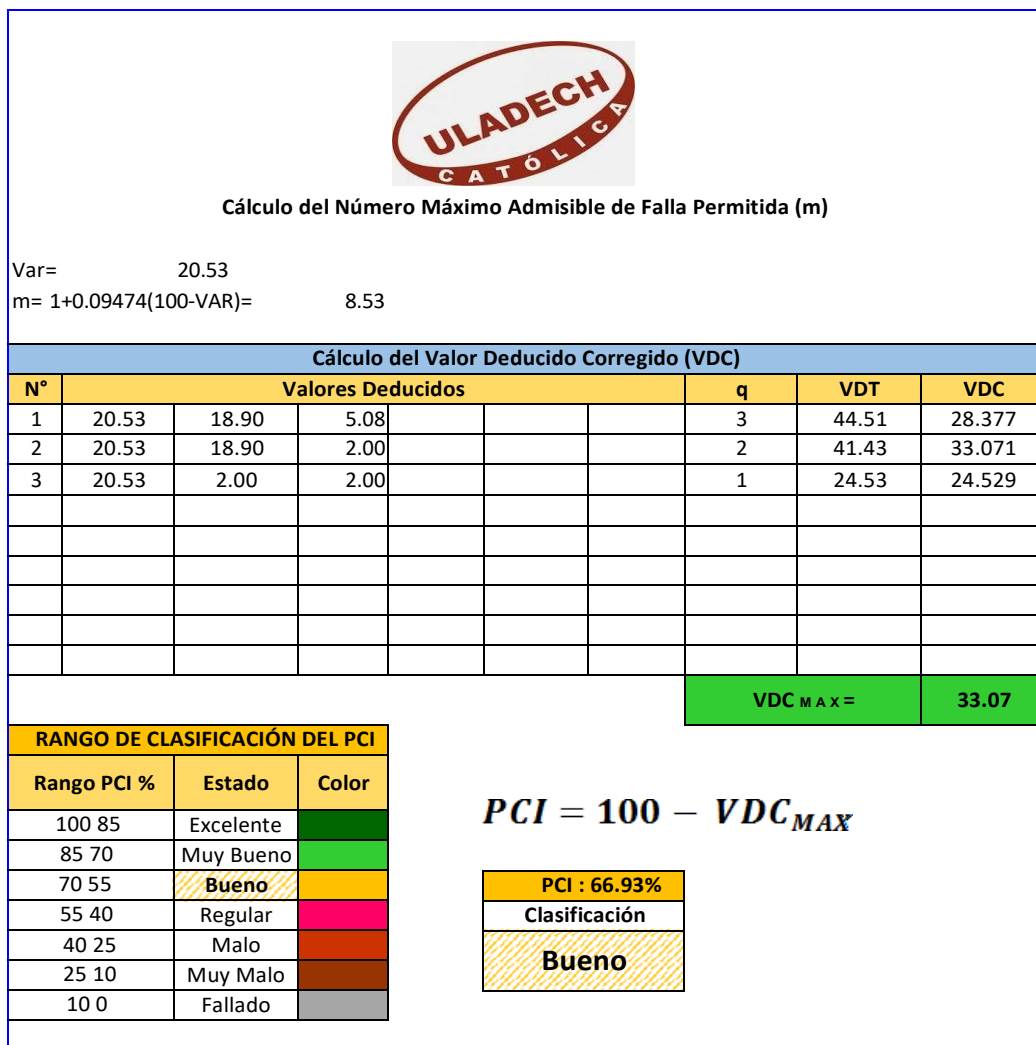 ULADECH
CATÓLICA
Cálculo del Número Máximo Admisible de Falla Permitida (m)
Var= 20.53
m= 1+0.09474(100-VAR)= 8.53
Cálculo del Valor Deducido Corregido (VDC)
N° Valores Deducidos q VDT VDC
1 20.53 18.90 5.08 3 44.51 28.377
2 20.53 18.90 2.00 2 41.43 33.071
3 20.53 2.00 2.00 1 24.53 24.529
VDC MAX = 33.07
RANGO DE CLASIFICACIÓN DEL PCI
Rango PCI % Estado Color
100 85 Excelente
85 70 Muy Bueno
70 55 Bueno
55 40 Regular
40 25 Malo
25 10 Muy Malo
10 0 Fallado
PCI = 100 − VDC_MAX
PCI : 66.93%
Clasificación
Bueno